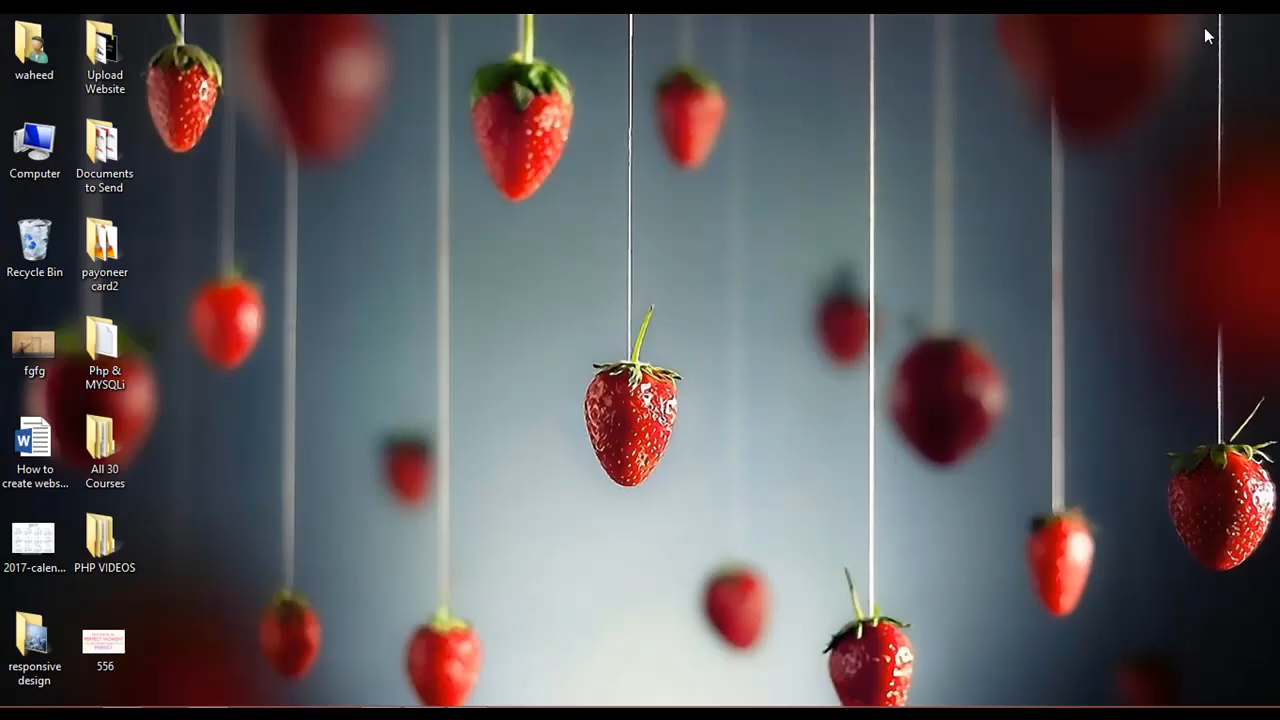 waheed
Upload
Website
Computer
Documents
to Send
Recycle Bin
payoneer
card2
fgfg
Php &
MYSQLi
How to
create webs...
All 30
Courses
2017-calen...
PHP VIDEOS
responsive
design
556